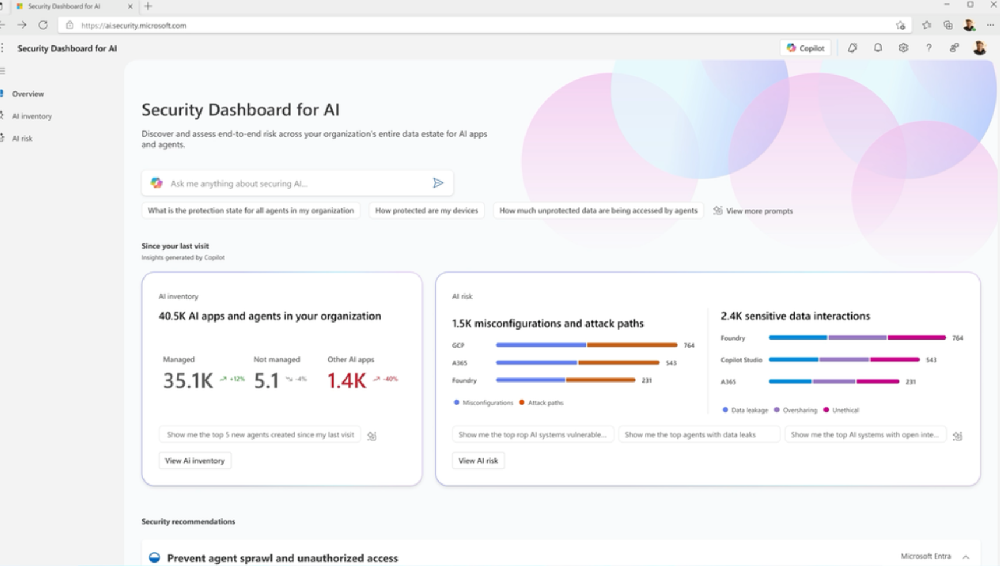 Security Dashboard for AI
https://ai.security.microsoft.com
Security Dashboard for AI
Copilot
Overview
AI inventory
AI risk
Security Dashboard for AI
Discover and assess end-to-end risk across your organization's entire data estate for AI apps
and agents.
Ask me anything about securing AI...
What is the protection state for all agents in my organization
How protected are my devices
How much unprotected data are being accessed by agents
View more prompts
Since your last visit
Insights generated by Copilot
AI inventory
40.5K AI apps and agents in your organization
Managed
35.1K +12%
Not managed
5.1 -4%
Other AI apps
1.4K -40%
Show me the top 5 new agents created since my last visit
View Ai inventory
AI risk
1.5K misconfigurations and attack paths
GCP 764
A365 543
Foundry 231
Misconfigurations Attack paths
2.4K sensitive data interactions
Foundry 764
Copilot Studio 543
A365 231
Data leakage Oversharing Unethical
Show me the top rop AI systems vulnerable...
Show me the top agents with data leaks
Show me the top AI systems with open inte...
View AI risk
Security recommendations
Prevent agent sprawl and unauthorized access
Microsoft Entra